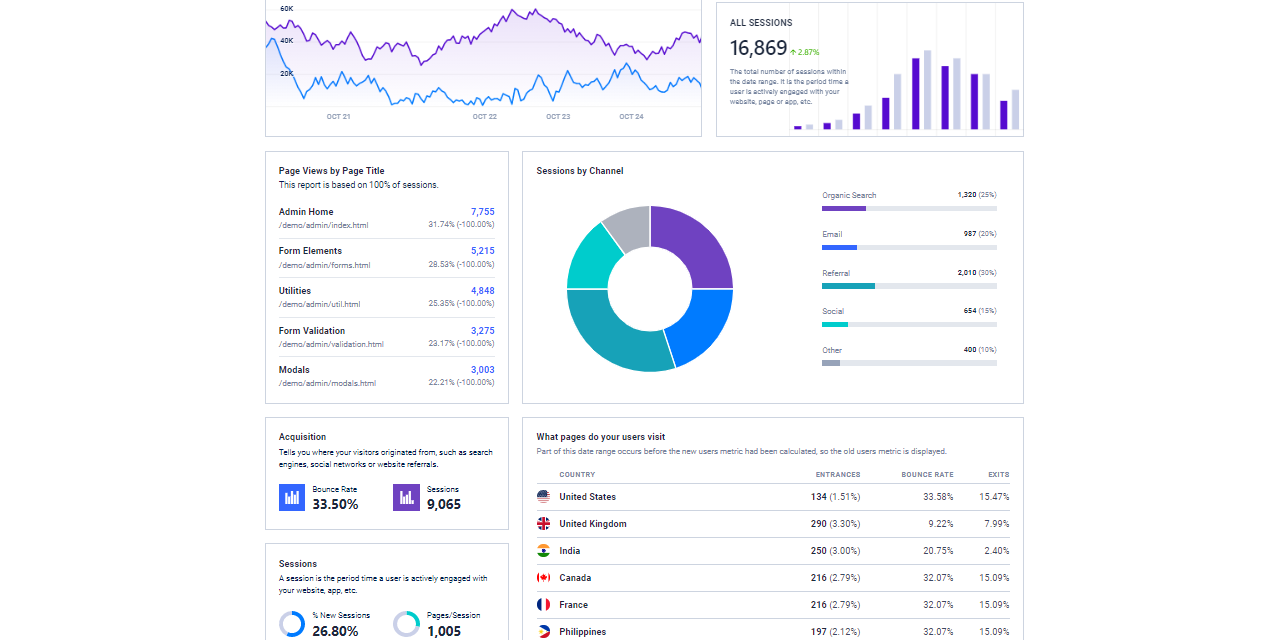 60K
40K
20K
OCT 21
OCT 22
OCT 23
OCT 24
ALL SESSIONS
16,869 2.87%
The total number of sessions within
the date range. It is the period time a
user is actively engaged with your
website, page or app, etc.
Page Views by Page Title
This report is based on 100% of sessions.
Admin Home 7,755
/demo/admin/index.html 31.74% (-100.00%)
Form Elements 5,215
/demo/admin/forms.html 28.53% (-100.00%)
Utilities 4,848
/demo/admin/util.html 25.35% (-100.00%)
Form Validation 3,275
/demo/admin/validation.html 23.17% (-100.00%)
Modals 3,003
/demo/admin/modals.html 22.21% (-100.00%)
Sessions by Channel
Organic Search 1,320 (25%)
Email 987 (20%)
Referral 2,010 (30%)
Social 654 (15%)
Other 400 (10%)
Acquisition
Tells you where your visitors originated from, such as search
engines, social networks or website referrals.
Bounce Rate
33.50%
Sessions
9,065
Sessions
A session is the period time a user is actively engaged with
your website, app, etc.
% New Sessions
26.80%
Pages/Session
1,005
What pages do your users visit
Part of this date range occurs before the new users metric had been calculated, so the old users metric is displayed.
COUNTRY ENTRANCES BOUNCE RATE EXITS
United States 134 (1.51%) 33.58% 15.47%
United Kingdom 290 (3.30%) 9.22% 7.99%
India 250 (3.00%) 20.75% 2.40%
Canada 216 (2.79%) 32.07% 15.09%
France 216 (2.79%) 32.07% 15.09%
Philippines 197 (2.12%) 32.07% 15.09%